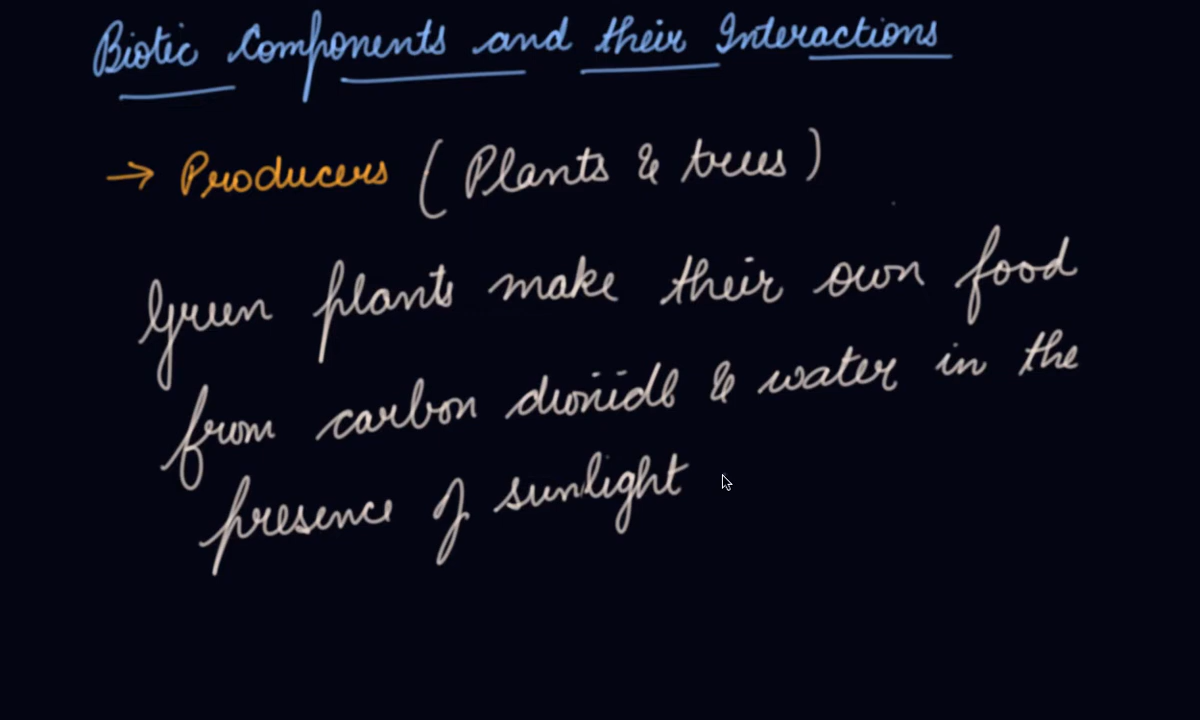 Biotic Components and their Interactions
→ Producers ( Plants & trees )
Green plants make their own food
from carbon dioxide & water in the
presence of sunlight